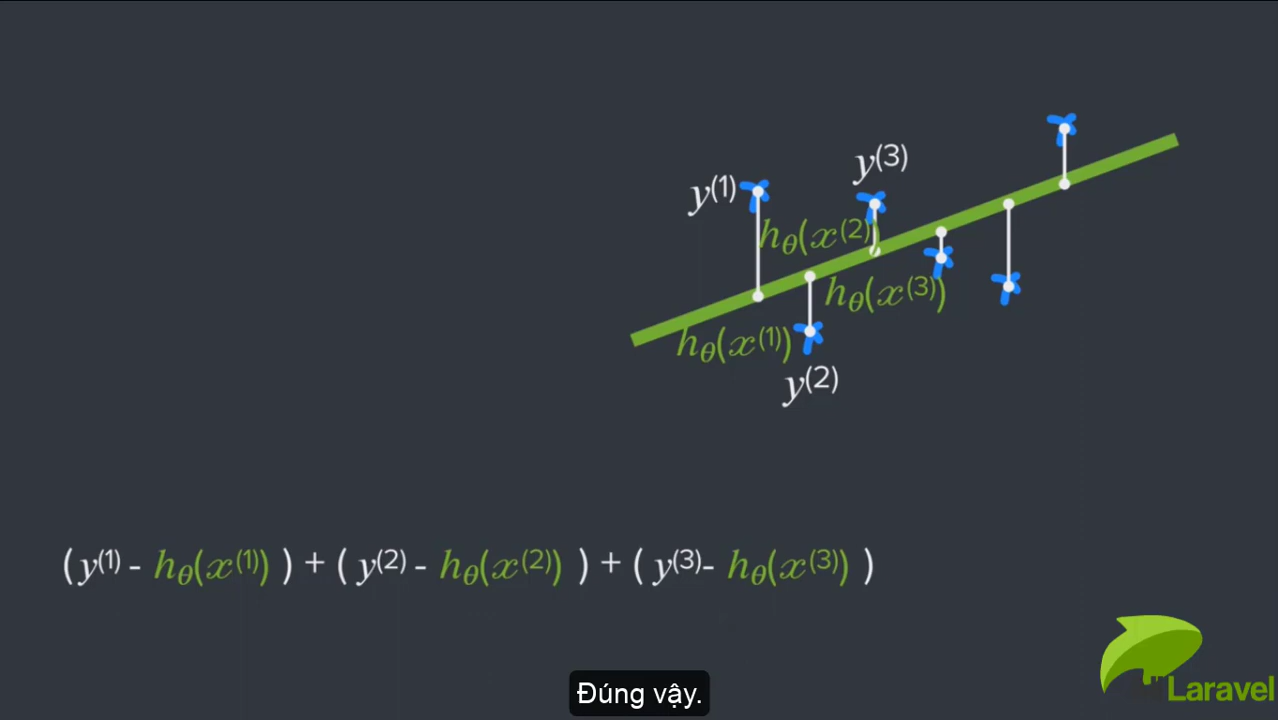 y(3)
y(1)
hθ(x(2))
hθ(x(3))
hθ(x(1))
y(2)
(y(1) - hθ(x(1)) ) + ( y(2) - hθ(x(2)) ) + ( y(3)- hθ(x(3)) )
Laravel
Đúng vậy.